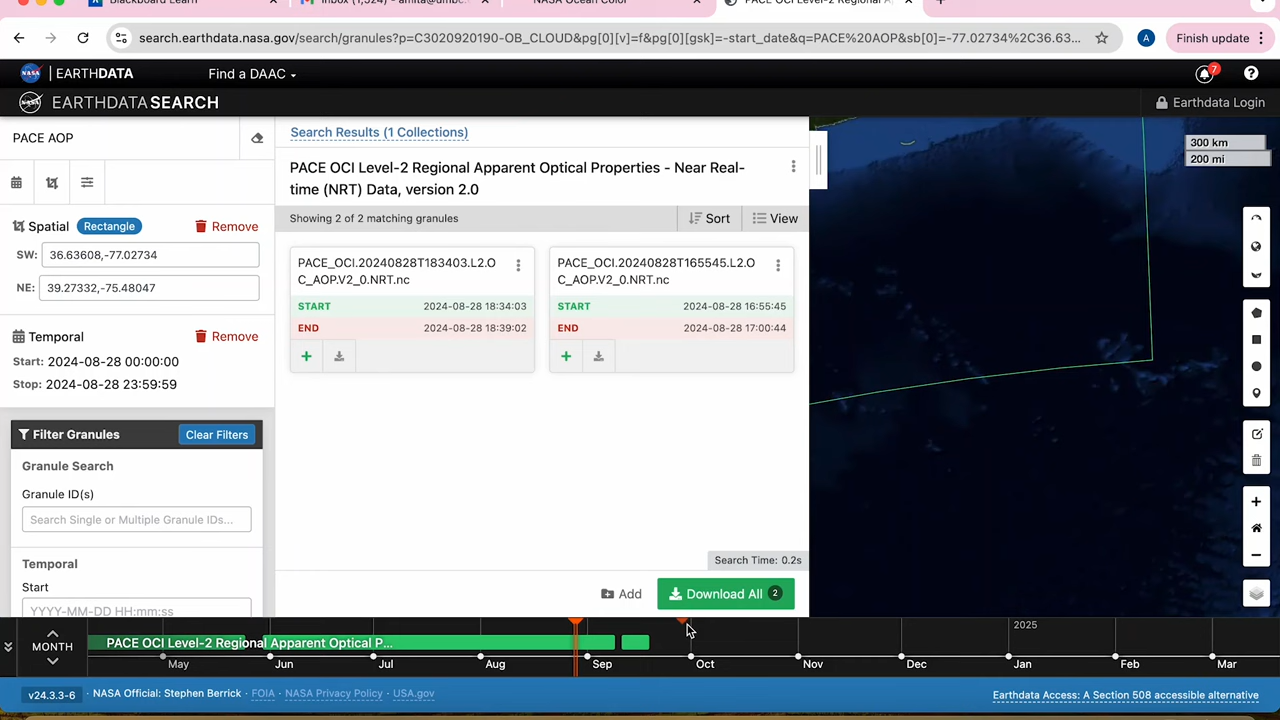 Blackboard Learn
Inbox (1,324) - amita@umbc.
NASA Ocean Color
PACE OCI Level-2 Regional A
search.earthdata.nasa.gov/search/granules?p=C3020920190-OB_CLOUD&pg[0][v]=f&pg[0][gsk]=-start_date&q=PACE%20AOP&sb[0]=-77.02734%2C36.63...
A
Finish update
EARTHDATA
Find a DAAC
7
EARTHDATA SEARCH
Earthdata Login
PACE AOP
Spatial Rectangle Remove
SW: 36.63608,-77.02734
NE: 39.27332,-75.48047
Temporal Remove
Start: 2024-08-28 00:00:00
Stop: 2024-08-28 23:59:59
Filter Granules Clear Filters
Granule Search
Granule ID(s)
Search Single or Multiple Granule IDs...
Temporal
Start
YYYY-MM-DD HH:mm:ss
Search Results (1 Collections)
PACE OCI Level-2 Regional Apparent Optical Properties - Near Real-
time (NRT) Data, version 2.0
Showing 2 of 2 matching granules
Sort
View
PACE_OCI.20240828T183403.L2.O
C_AOP.V2_0.NRT.nc
START 2024-08-28 18:34:03
END 2024-08-28 18:39:02
PACE_OCI.20240828T165545.L2.O
C_AOP.V2_0.NRT.nc
START 2024-08-28 16:55:45
END 2024-08-28 17:00:44
Search Time: 0.2s
Add
Download All 2
300 km
200 mi
MONTH
PACE OCI Level-2 Regional Apparent Optical P...
2025
May Jun Jul Aug Sep Oct Nov Dec Jan Feb Mar
v24.3.3-6
NASA Official: Stephen Berrick
FOIA
NASA Privacy Policy
USA.gov
Earthdata Access: A Section 508 accessible alternative